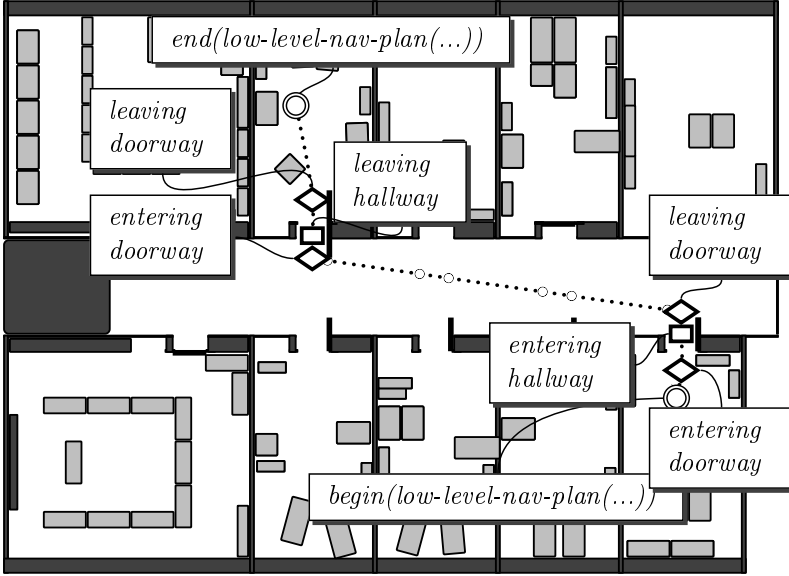 end(low-level-nav-plan(...))
leaving
doorway
leaving
hallway
entering
doorway
leaving
doorway
entering
hallway
entering
doorway
begin(low-level-nav-plan(...))